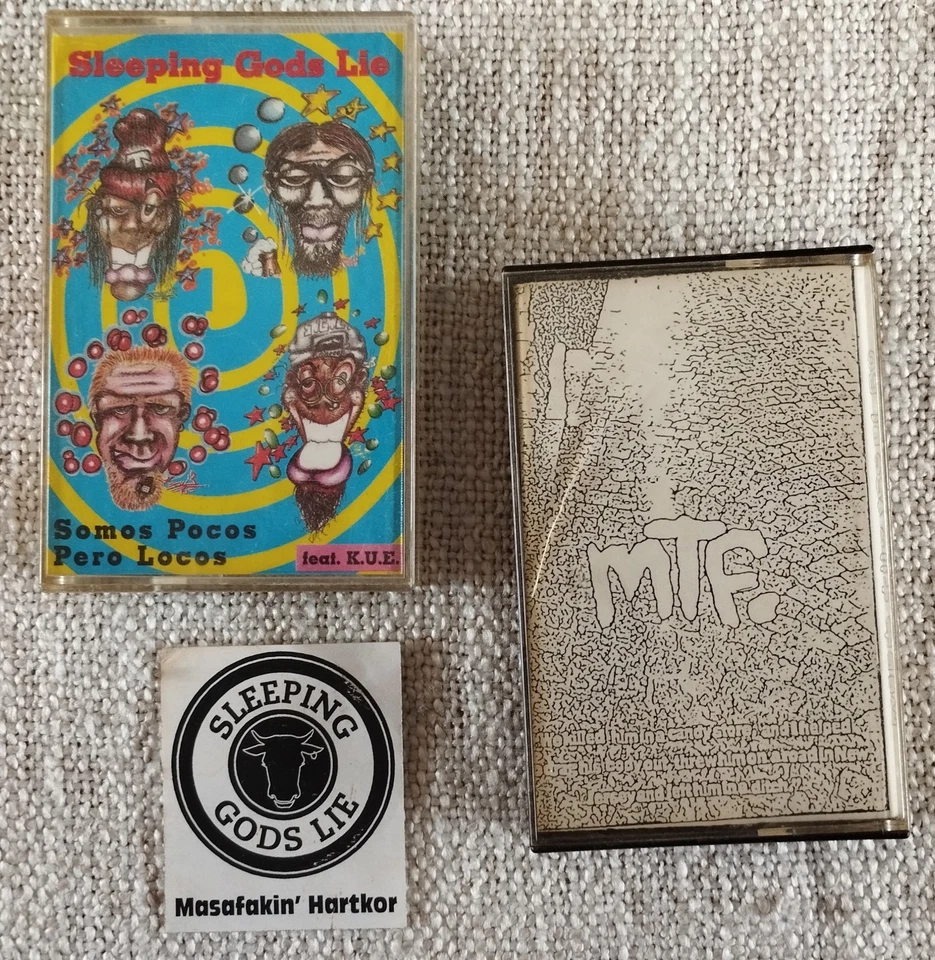 Sleeping Gods Lie
Somos Pocos
Pero Locos
feat. K.U.E.
MTF.
SLEEPING
GODS LIE
Masafakin' Hartkor